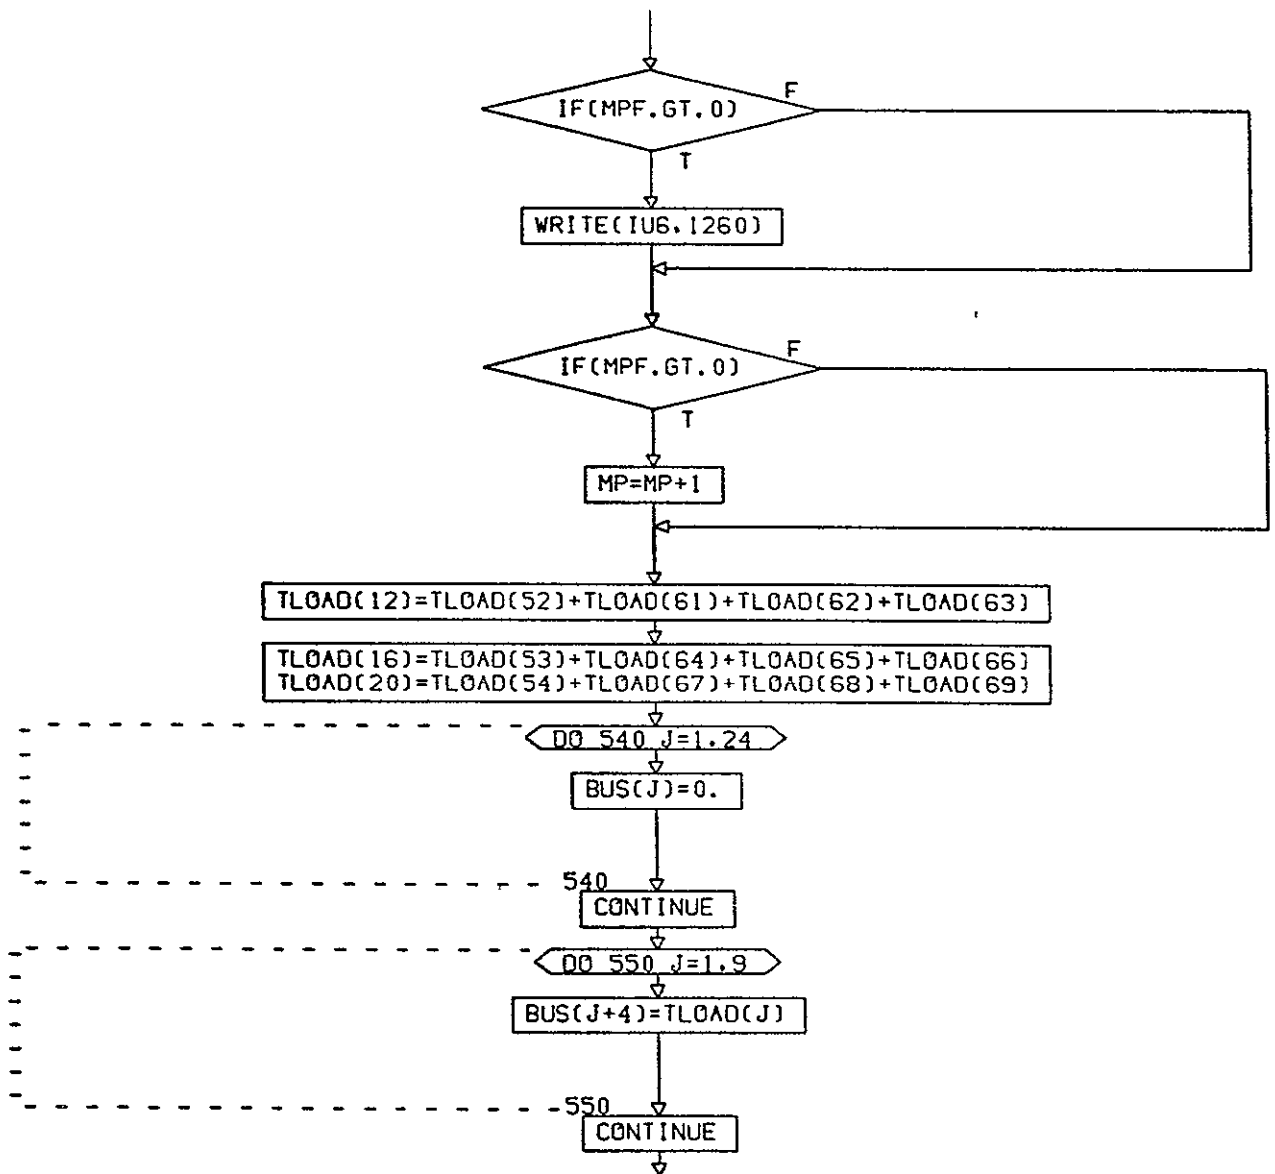 F
IF(MPF.GT.0)
T
WRITE(IU6.1260)
F
IF(MPF.GT.0)
T
MP=MP+1
TLOAD(12)=TLOAD(52)+TLOAD(61)+TLOAD(62)+TLOAD(63)
TLOAD(16)=TLOAD(53)+TLOAD(64)+TLOAD(65)+TLOAD(66)
TLOAD(20)=TLOAD(54)+TLOAD(67)+TLOAD(68)+TLOAD(69)
DO 540 J=1.24
BUS(J)=0.
540
CONTINUE
DO 550 J=1.9
BUS(J+4)=TLOAD(J)
550
CONTINUE